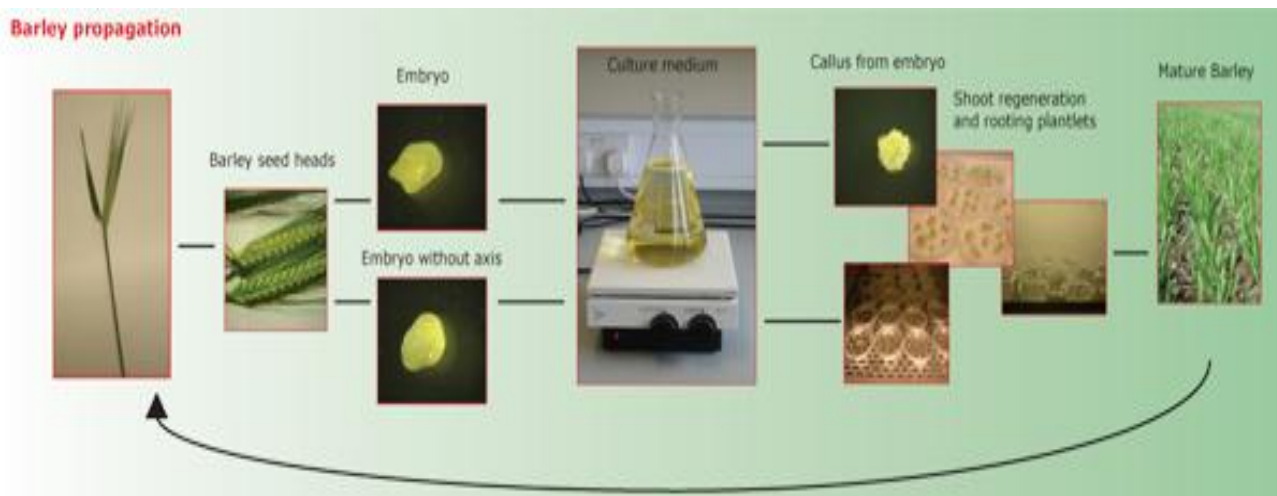 Barley propagation
Barley seed heads
Embryo
Embryo without axis
Culture medium
Callus from embryo
Shoot regeneration
and rooting plantlets
Mature Barley